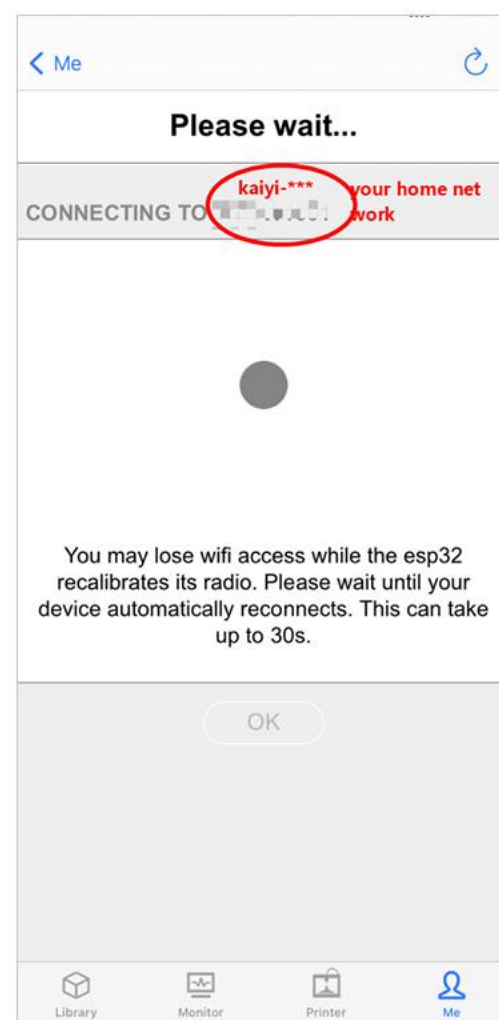 Me
Please wait...
kaiyi-***
your home net
CONNECTING TO
work
You may lose wifi access while the esp32
recalibrates its radio. Please wait until your
device automatically reconnects. This can take
up to 30s.
OK
Library Monitor Printer Me